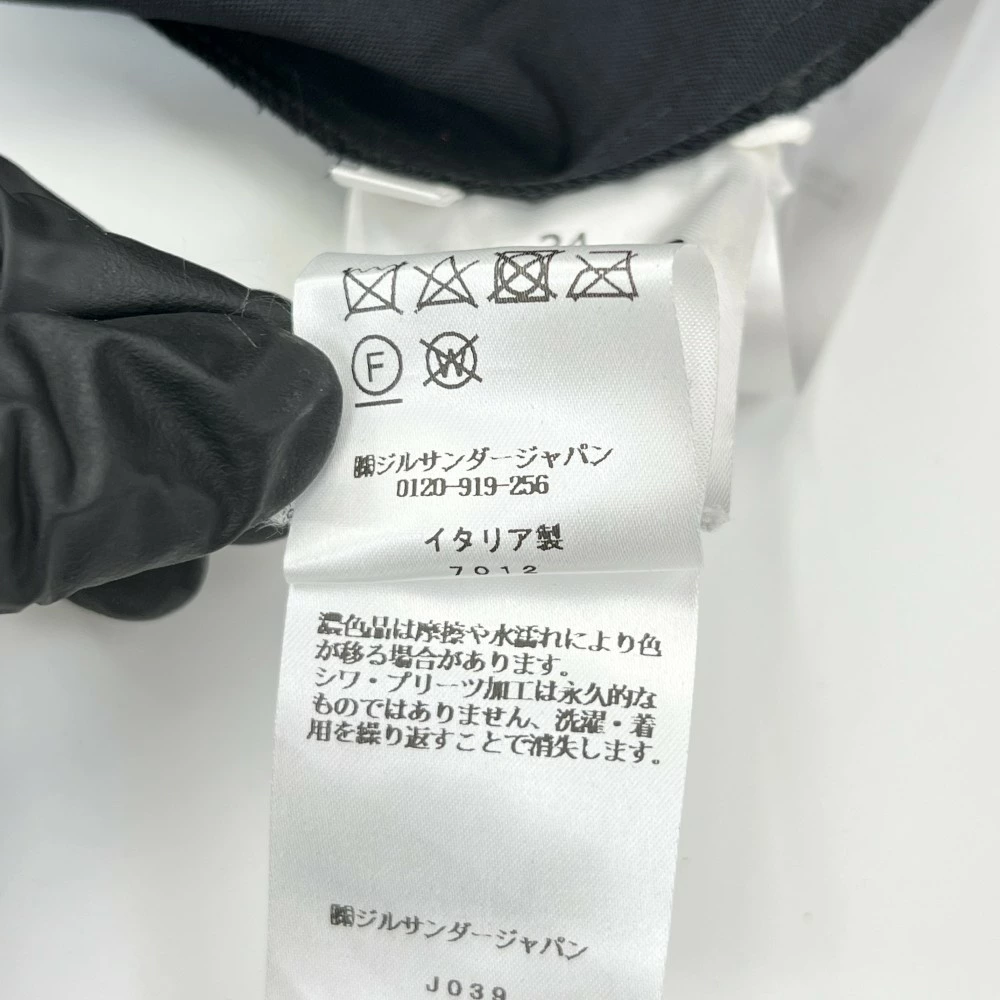 34
F
W
㈱ジルサンダージャパン
0120-919-256
イタリア製
7012
濃色品は摩擦や水濡れにより色
が移る場合があります。
シワ・プリーツ加工は永久的な
ものではありません、洗濯・着
用を繰り返すことで消失します。
㈱ジルサンダージャパン
J039